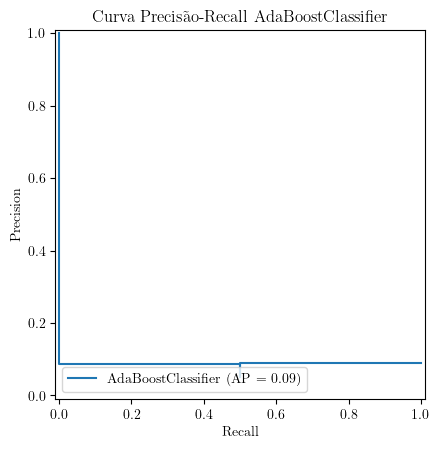 Curva Precisão-Recall AdaBoostClassifier
1.0
0.8
0.6
0.4
0.2
0.0
Precision
AdaBoostClassifier (AP = 0.09)
0.0 0.2 0.4 0.6 0.8 1.0
Recall